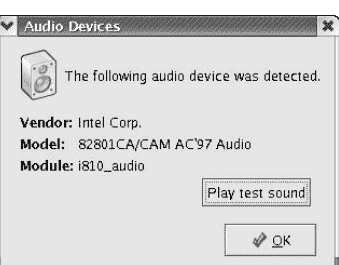 Audio Devices
The following audio device was detected.
Vendor: Intel Corp.
Model: 82801CA/CAM AC'97 Audio
Module: i810_audio
Play test sound
OK